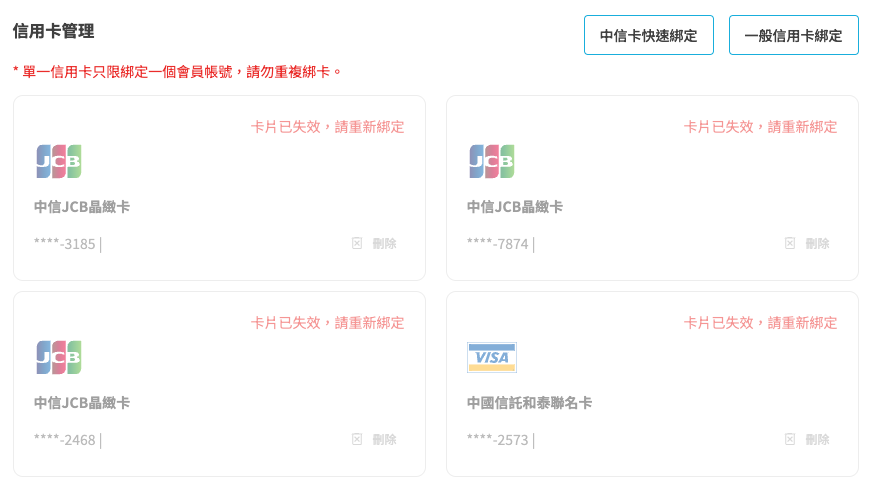 信用卡管理
中信卡快速綁定
一般信用卡綁定
* 單一信用卡只限綁定一個會員帳號，請勿重複綁卡。
卡片已失效，請重新綁定
JCB
中信JCB晶緻卡
****-3185 |
刪除
卡片已失效，請重新綁定
JCB
中信JCB晶緻卡
****-7874 |
刪除
卡片已失效，請重新綁定
JCB
中信JCB晶緻卡
****-2468 |
刪除
卡片已失效，請重新綁定
VISA
中國信託和泰聯名卡
****-2573 |
刪除